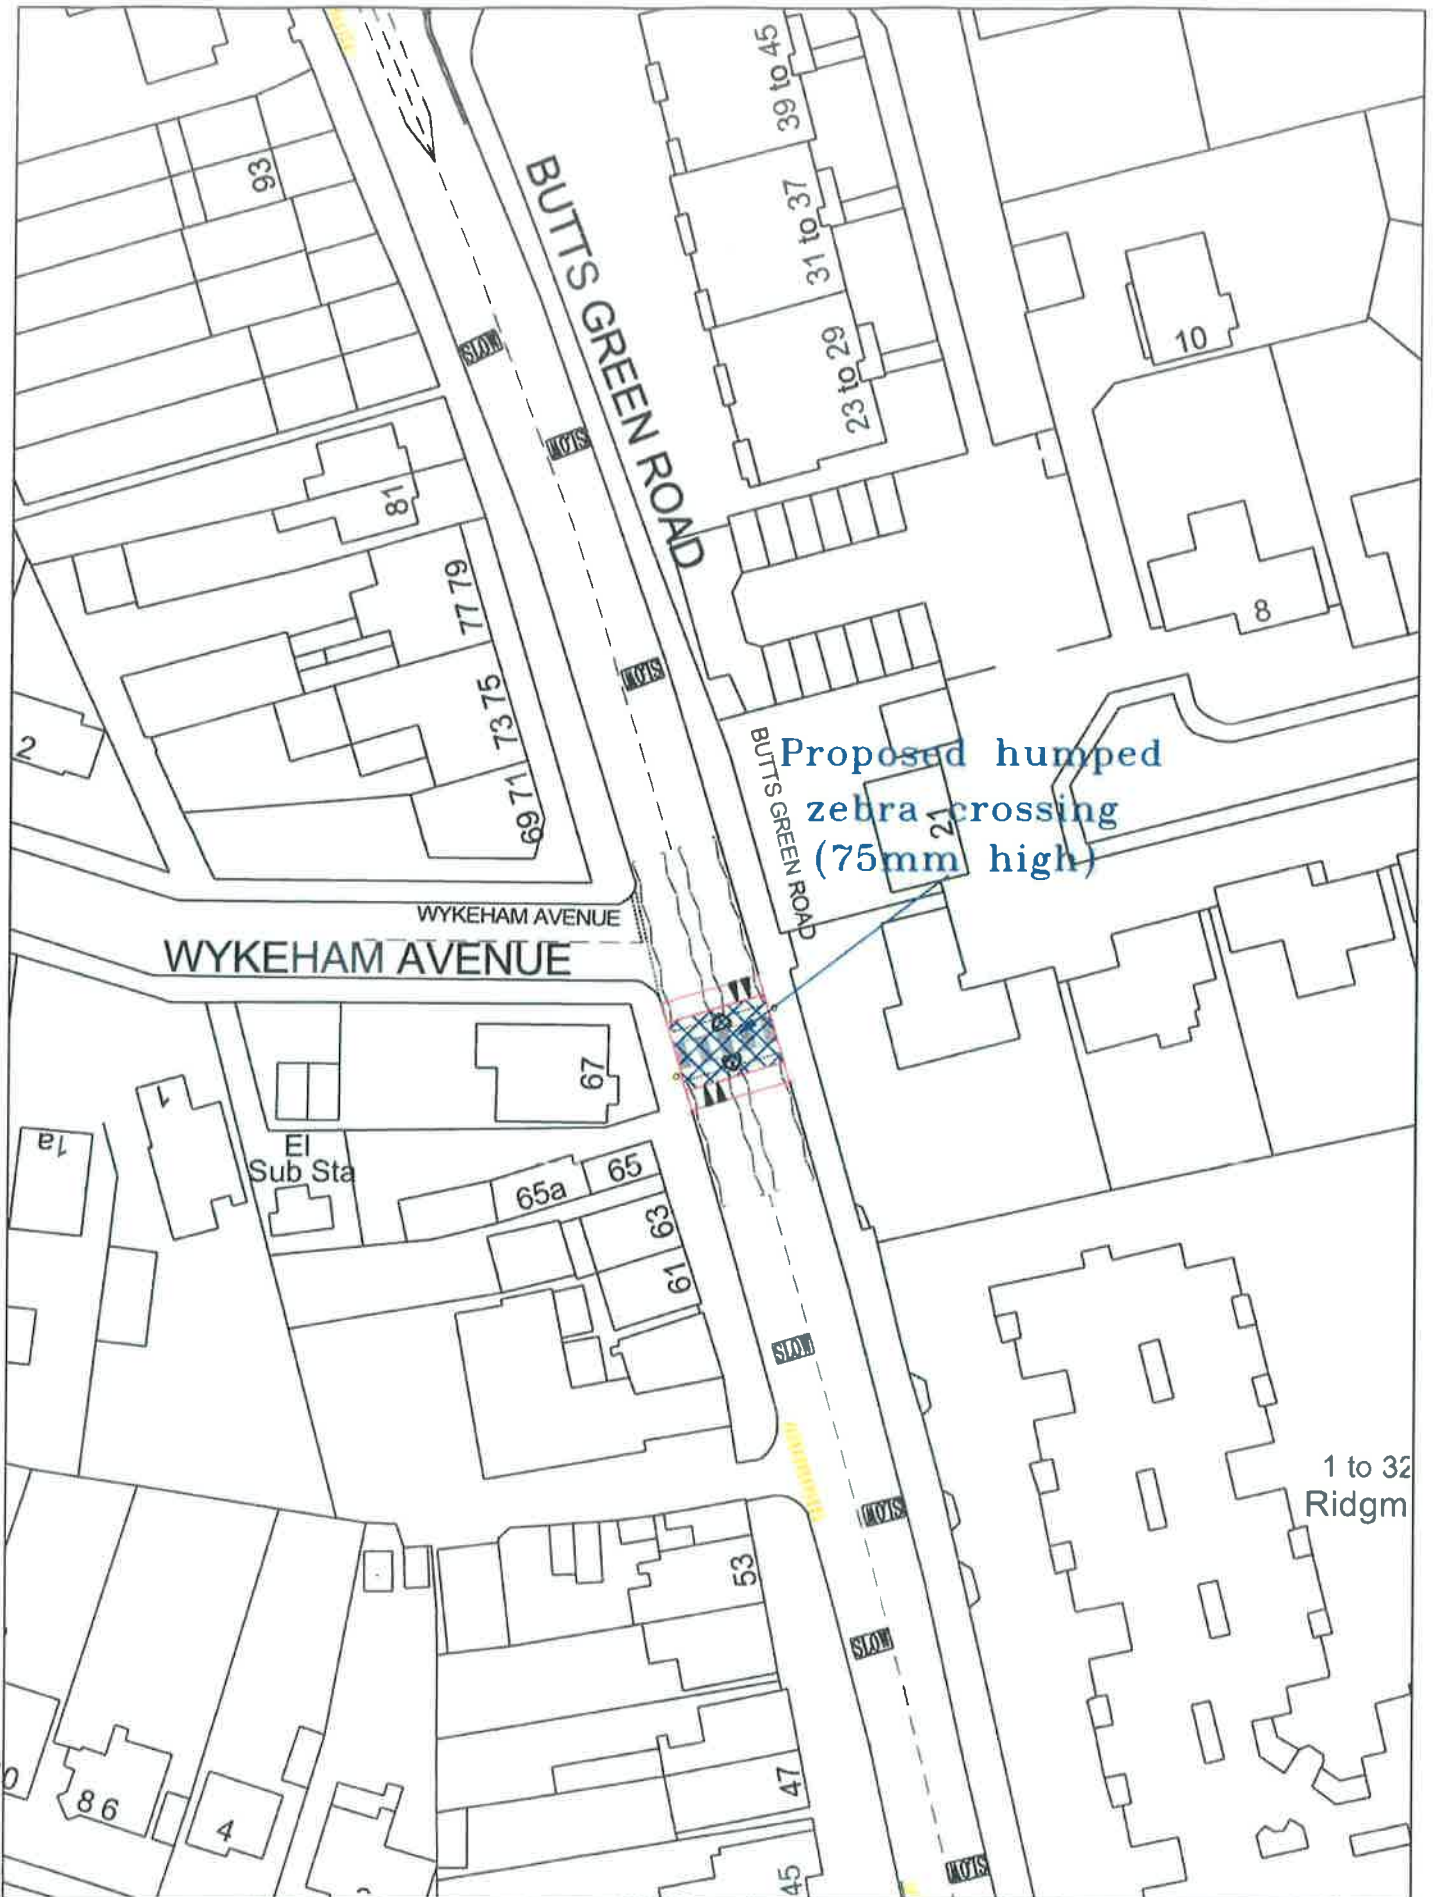 39 to 45
93
BUTTS GREEN ROAD
31 to 37
10
SLOW
23 to 29
SLOW
81
77 79
8
SLOW
73 75
2
BUTTS GREEN ROAD
Proposed humped
zebra crossing
(75mm high)
69 71
21
WYKEHAM AVENUE
WYKEHAM AVENUE
67
1
1a
El
Sub Sta
65
65a
63
61
SLOW
1 to 32
Ridgm
SLOW
53
SLOW
47
86
4
SLOW
45